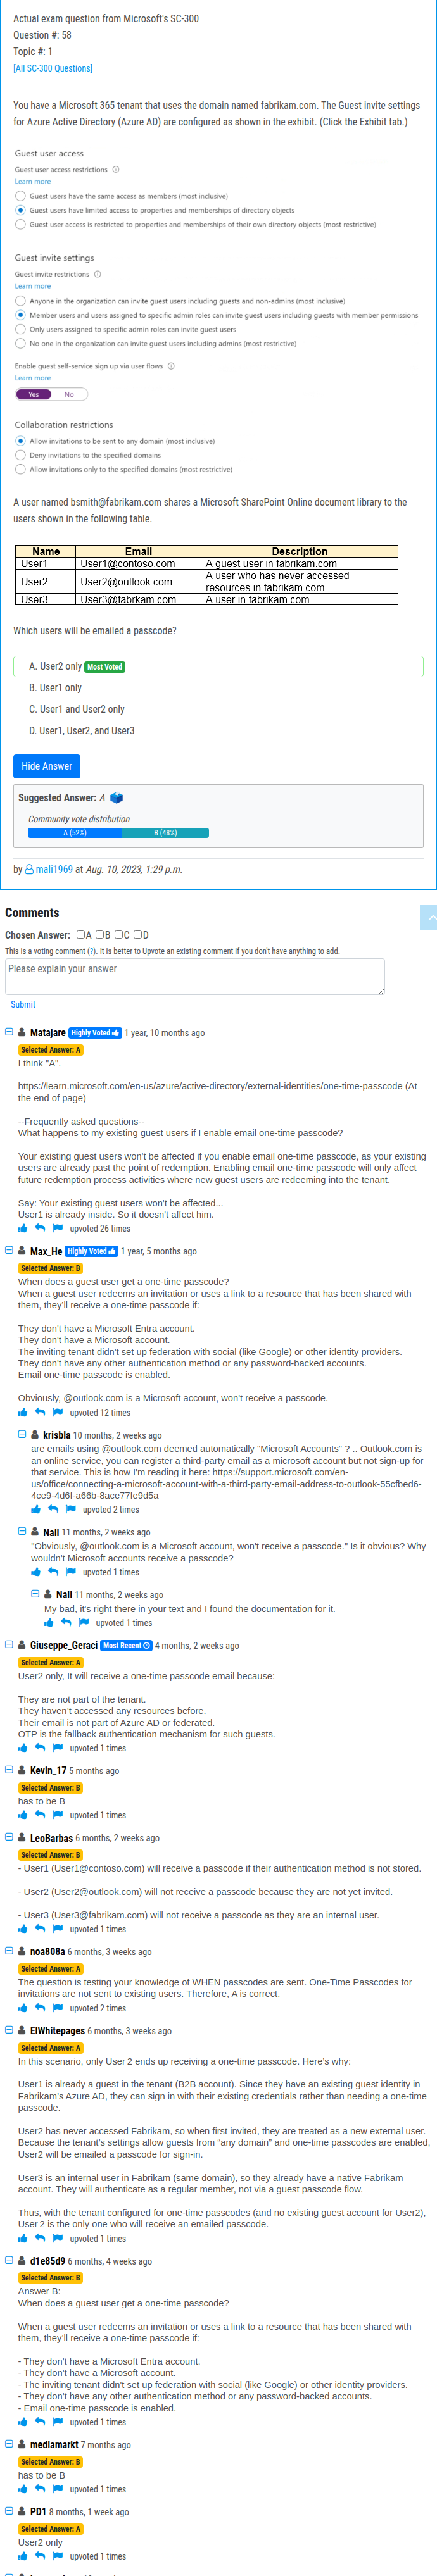 Actual exam question from Microsoft's SC-300
Question #: 58
Topic #: 1
[All SC-300 Questions]
You have a Microsoft 365 tenant that uses the domain named fabrikam.com. The Guest invite settings
for Azure Active Directory (Azure AD) are configured as shown in the exhibit. (Click the Exhibit tab.)
Guest user access
Guest user access restrictions
Learn more
Guest users have the same access as members (most inclusive)
Guest users have limited access to properties and memberships of directory objects
Guest user access is restricted to properties and memberships of their own directory objects (most restrictive)
Guest invite settings
Guest invite restrictions
Learn more
Anyone in the organization can invite guest users including guests and non-admins (most inclusive)
Member users and users assigned to specific admin roles can invite guest users including guests with member permissions
Only users assigned to specific admin roles can invite guest users
No one in the organization can invite guest users including admins (most restrictive)
Enable guest self-service sign up via user flows
Learn more
Yes No
Collaboration restrictions
Allow invitations to be sent to any domain (most inclusive)
Deny invitations to the specified domains
Allow invitations only to the specified domains (most restrictive)
A user named bsmith@fabrikam.com shares a Microsoft SharePoint Online document library to the
users shown in the following table.
Name Email Description
User1 User1@contoso.com A guest user in fabrikam.com
User2 User2@outlook.com A user who has never accessed
resources in fabrikam.com
User3 User3@fabrkam.com A user in fabrikam.com
Which users will be emailed a passcode?
A. User2 only Most Voted
B. User1 only
C. User1 and User2 only
D. User1, User2, and User3
Hide Answer
Suggested Answer: A
Community vote distribution
A (52%) B (48%)
by mali1969 at Aug. 10, 2023, 1:29 p.m.
Comments
Chosen Answer: A B C D
This is a voting comment (?). It is better to Upvote an existing comment if you don't have anything to add.
Please explain your answer
Submit
Matajare Highly Voted 1 year, 10 months ago
Selected Answer: A
I think "A".
https://learn.microsoft.com/en-us/azure/active-directory/external-identities/one-time-passcode (At
the end of page)
--Frequently asked questions--
What happens to my existing guest users if I enable email one-time passcode?
Your existing guest users won't be affected if you enable email one-time passcode, as your existing
users are already past the point of redemption. Enabling email one-time passcode will only affect
future redemption process activities where new guest users are redeeming into the tenant.
Say: Your existing guest users won't be affected...
User1 is already inside. So it doesn't affect him.
upvoted 26 times
Max_He Highly Voted 1 year, 5 months ago
Selected Answer: B
When does a guest user get a one-time passcode?
When a guest user redeems an invitation or uses a link to a resource that has been shared with
them, they'll receive a one-time passcode if:
They don't have a Microsoft Entra account.
They don't have a Microsoft account.
The inviting tenant didn't set up federation with social (like Google) or other identity providers.
They don't have any other authentication method or any password-backed accounts.
Email one-time passcode is enabled.
Obviously, @outlook.com is a Microsoft account, won't receive a passcode.
upvoted 12 times
krisbla 10 months, 2 weeks ago
are emails using @outlook.com deemed automatically "Microsoft Accounts" ? .. Outlook.com is
an online service, you can register a third-party email as a microsoft account but not sign-up for
that service. This is how I'm reading it here: https://support.microsoft.com/en-
us/office/connecting-a-microsoft-account-with-a-third-party-email-address-to-outlook-55cfbed6-
4ce9-4d6f-a66b-8ace77fe9d5a
upvoted 2 times
Nail 11 months, 2 weeks ago
"Obviously, @outlook.com is a Microsoft account, won't receive a passcode." Is it obvious? Why
wouldn't Microsoft accounts receive a passcode?
upvoted 1 times
Nail 11 months, 2 weeks ago
My bad, it's right there in your text and I found the documentation for it.
upvoted 1 times
Giuseppe_Geraci Most Recent 4 months, 2 weeks ago
Selected Answer: A
User2 only, It will receive a one-time passcode email because:
They are not part of the tenant.
They haven't accessed any resources before.
Their email is not part of Azure AD or federated.
OTP is the fallback authentication mechanism for such guests.
upvoted 1 times
Kevin_17 5 months ago
Selected Answer: B
has to be B
upvoted 1 times
LeoBarbas 6 months, 2 weeks ago
Selected Answer: B
- User1 (User1@contoso.com) will receive a passcode if their authentication method is not stored.
- User2 (User2@outlook.com) will not receive a passcode because they are not yet invited.
- User3 (User3@fabrikam.com) will not receive a passcode as they are an internal user.
upvoted 1 times
noa808a 6 months, 3 weeks ago
Selected Answer: A
The question is testing your knowledge of WHEN passcodes are sent. One-Time Passcodes for
invitations are not sent to existing users. Therefore, A is correct.
upvoted 2 times
ElWhitepages 6 months, 3 weeks ago
Selected Answer: A
In this scenario, only User 2 ends up receiving a one-time passcode. Here's why:
User1 is already a guest in the tenant (B2B account). Since they have an existing guest identity in
Fabrikam's Azure AD, they can sign in with their existing credentials rather than needing a one-time
passcode.
User2 has never accessed Fabrikam, so when first invited, they are treated as a new external user.
Because the tenant's settings allow guests from "any domain" and one-time passcodes are enabled,
User2 will be emailed a passcode for sign-in.
User3 is an internal user in Fabrikam (same domain), so they already have a native Fabrikam
account. They will authenticate as a regular member, not via a guest passcode flow.
Thus, with the tenant configured for one-time passcodes (and no existing guest account for User2),
User 2 is the only one who will receive an emailed passcode.
upvoted 1 times
d1e85d9 6 months, 4 weeks ago
Selected Answer: B
Answer B:
When does a guest user get a one-time passcode?
When a guest user redeems an invitation or uses a link to a resource that has been shared with
them, they'll receive a one-time passcode if:
- They don't have a Microsoft Entra account.
- They don't have a Microsoft account.
- The inviting tenant didn't set up federation with social (like Google) or other identity providers.
- They don't have any other authentication method or any password-backed accounts.
- Email one-time passcode is enabled.
upvoted 1 times
mediamarkt 7 months ago
Selected Answer: B
has to be B
upvoted 1 times
PD1 8 months, 1 week ago
Selected Answer: A
User2 only
upvoted 1 times